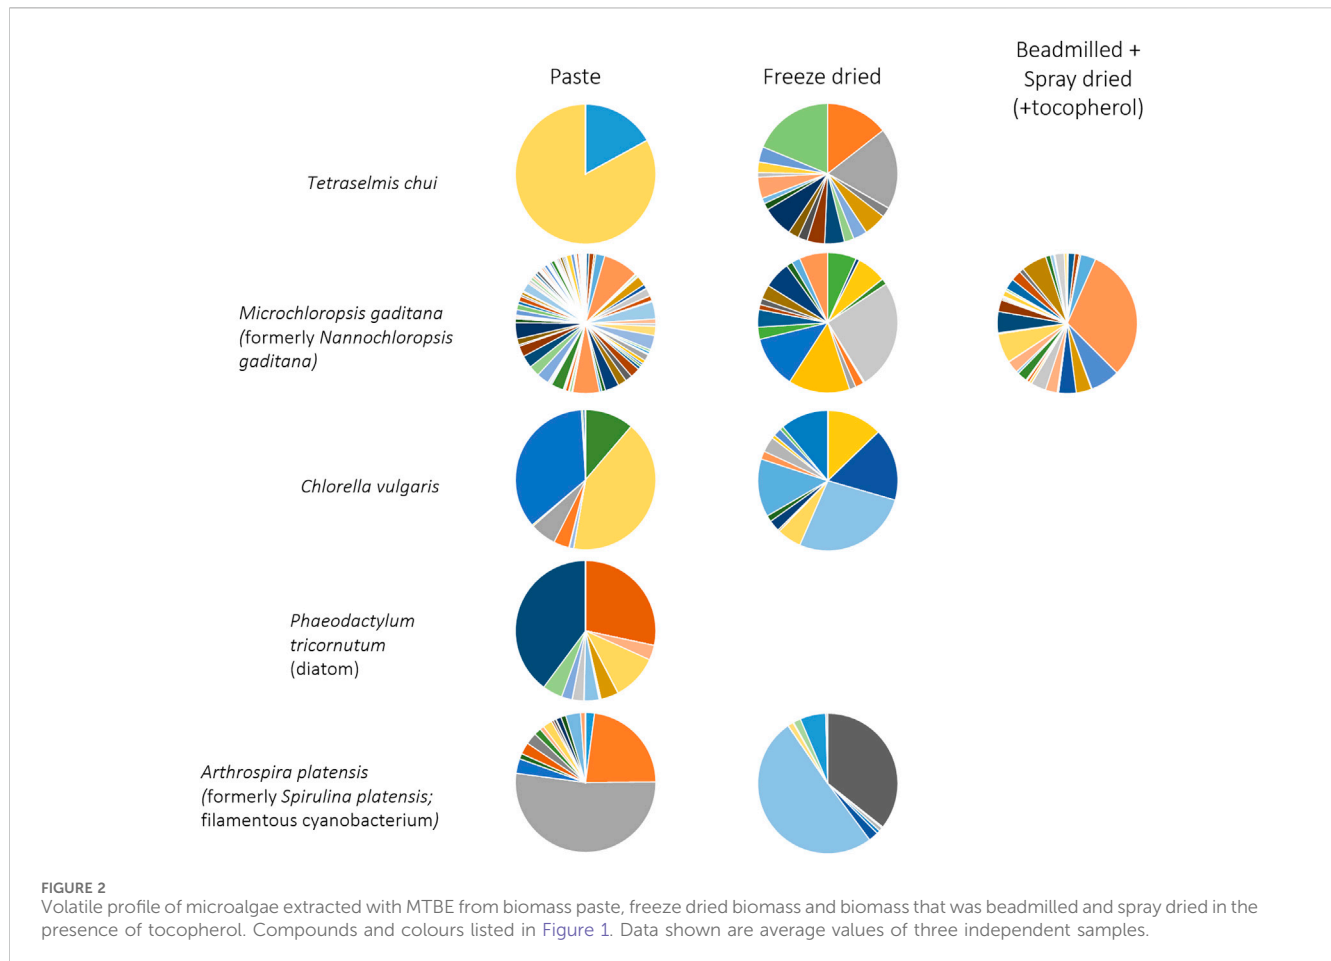 Paste
Freeze dried
Beadmilled +
Spray dried
(+tocopherol)
Tetraselmis chui
Microchloropsis gaditana
(formerly Nannochloropsis
gaditana)
Chlorella vulgaris
Phaeodactylum
tricornutum
(diatom)
Arthrospira platensis
(formerly Spirulina platensis;
filamentous cyanobacterium)
FIGURE 2
Volatile profile of microalgae extracted with MTBE from biomass paste, freeze dried biomass and biomass that was beadmilled and spray dried in the
presence of tocopherol. Compounds and colours listed in Figure 1. Data shown are average values of three independent samples.